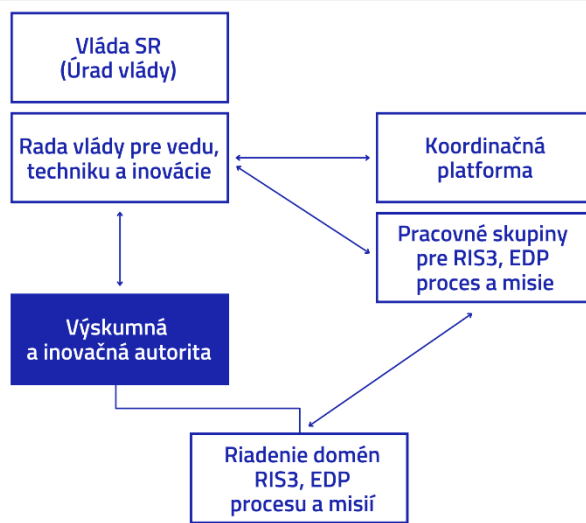 Vláda SR
(Úrad vlády)
Rada vlády pre vedu,
techniku a inovácie
Koordinačná
platforma
Pracovné skupiny
pre RIS3, EDP
proces a misie
Výskumná
a inovačná autorita
Riadenie domén
RIS3, EDP
procesu a misií